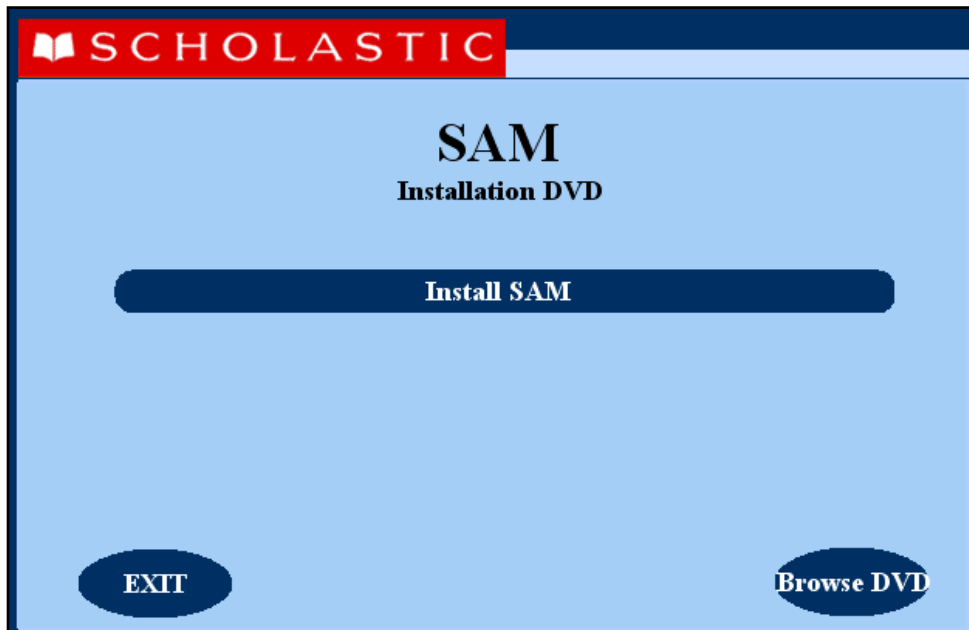 SCHOLASTIC
SAM
Installation DVD
Install SAM
EXIT
Browse DVD